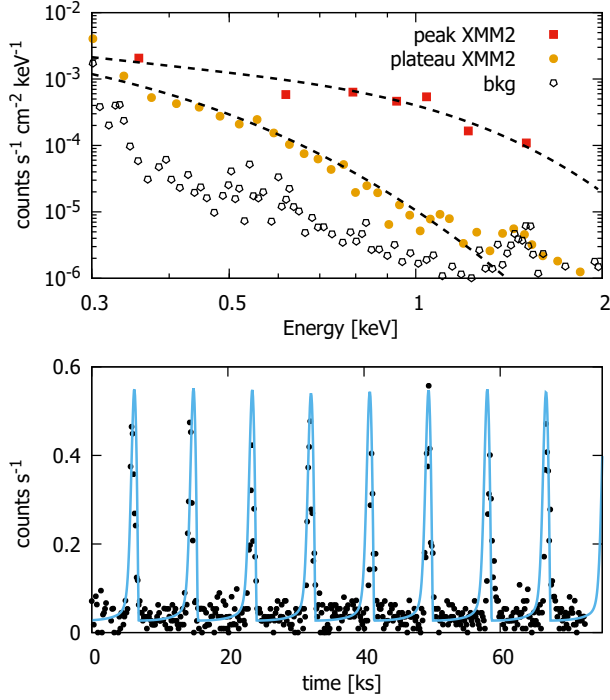 peak XMM2
plateau XMM2
bkg
counts s⁻¹ cm⁻² keV⁻¹
10⁻²
10⁻³
10⁻⁴
10⁻⁵
10⁻⁶
0.3 0.5 1 2
Energy [keV]
counts s⁻¹
0.6
0.4
0.2
0
0 20 40 60
time [ks]